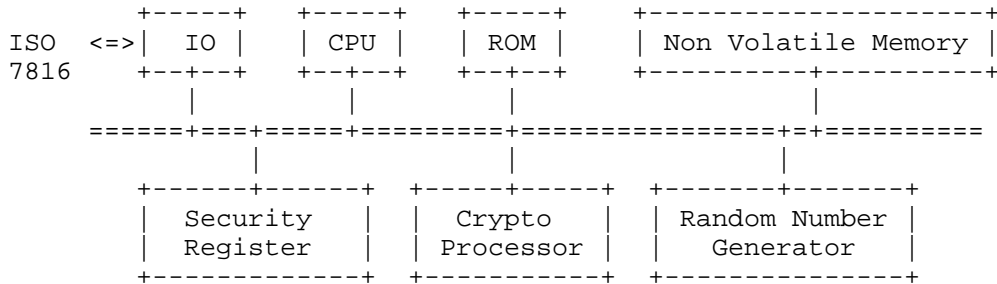 ISO <=>| IO | | CPU | | ROM | | Non Volatile Memory |
7816
Security Crypto Random Number
Register Processor Generator